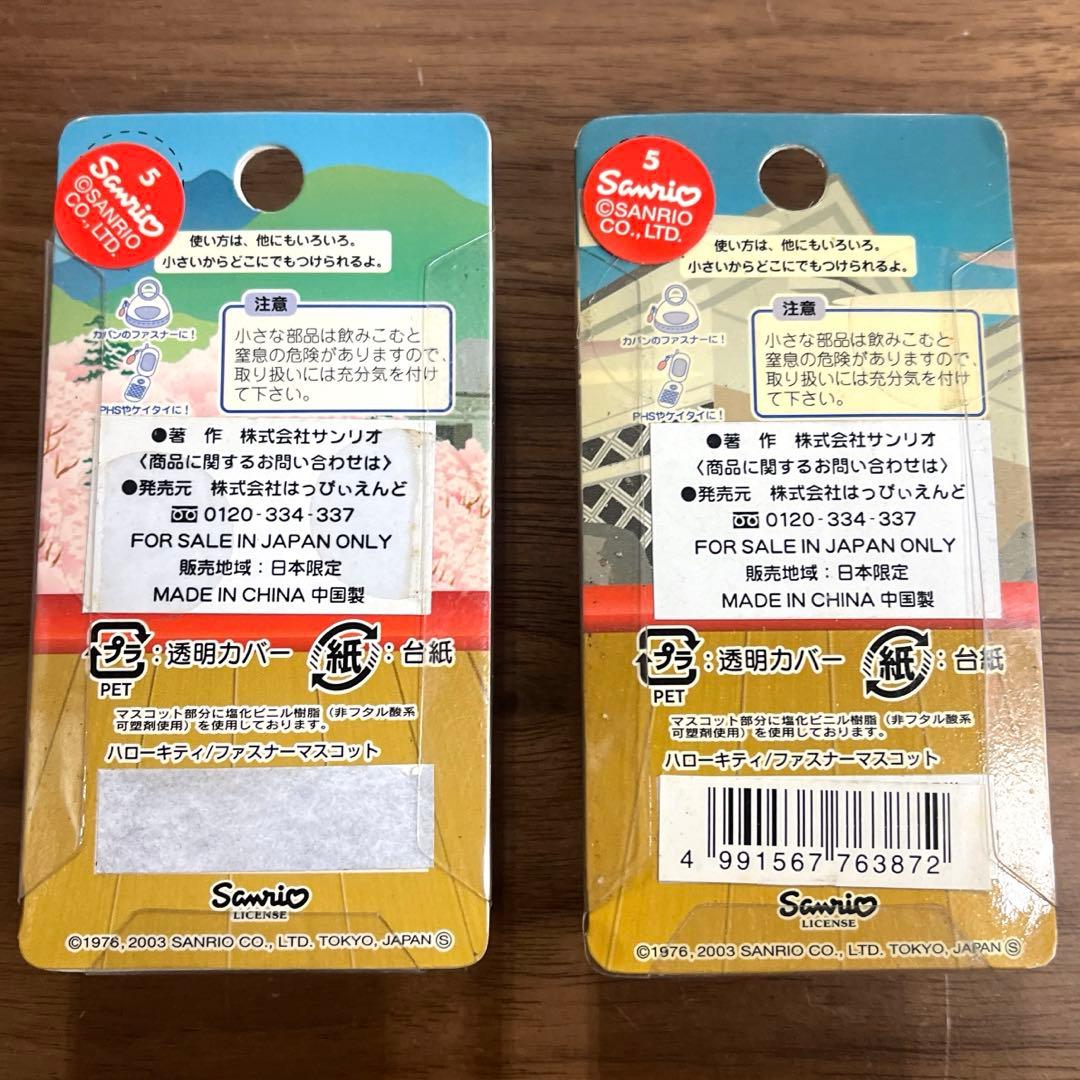 5
Sanrio
©SANRIO
CO., LTD.
使い方は、他にもいろいろ。
小さいからどこにでもつけられるよ。
カバンのファスナーに!
PHSやケイタイに!
注意
小さな部品は飲みこむと
窒息の危険がありますので、
取り扱いには充分気を付け
て下さい。
●著 作 株式会社サンリオ
〈商品に関するお問い合わせは〉
●発売元 株式会社はっぴぃえんど
0120-334-337
FOR SALE IN JAPAN ONLY
販売地域:日本限定
MADE IN CHINA 中国製
プラ:透明カバー 紙:台紙
PET
マスコット部分に塩化ビニル樹脂(非フタル酸系
可塑剤使用)を使用しております。
ハローキティ/ファスナーマスコット
Sanrio
LICENSE
©1976, 2003 SANRIO CO., LTD. TOKYO, JAPAN Ⓢ
5
Sanrio
©SANRIO
CO., LTD.
使い方は、他にもいろいろ。
小さいからどこにでもつけられるよ。
カバンのファスナーに!
PHSやケイタイに!
注意
小さな部品は飲みこむと
窒息の危険がありますので、
取り扱いには充分気を付け
て下さい。
●著 作 株式会社サンリオ
〈商品に関するお問い合わせは〉
●発売元 株式会社はっぴぃえんど
0120-334-337
FOR SALE IN JAPAN ONLY
販売地域:日本限定
MADE IN CHINA 中国製
プラ:透明カバー 紙:台紙
PET
マスコット部分に塩化ビニル樹脂(非フタル酸系
可塑剤使用)を使用しております。
ハローキティ/ファスナーマスコット
4 991567 763872
Sanrio
LICENSE
©1976, 2003 SANRIO CO., LTD. TOKYO, JAPAN Ⓢ